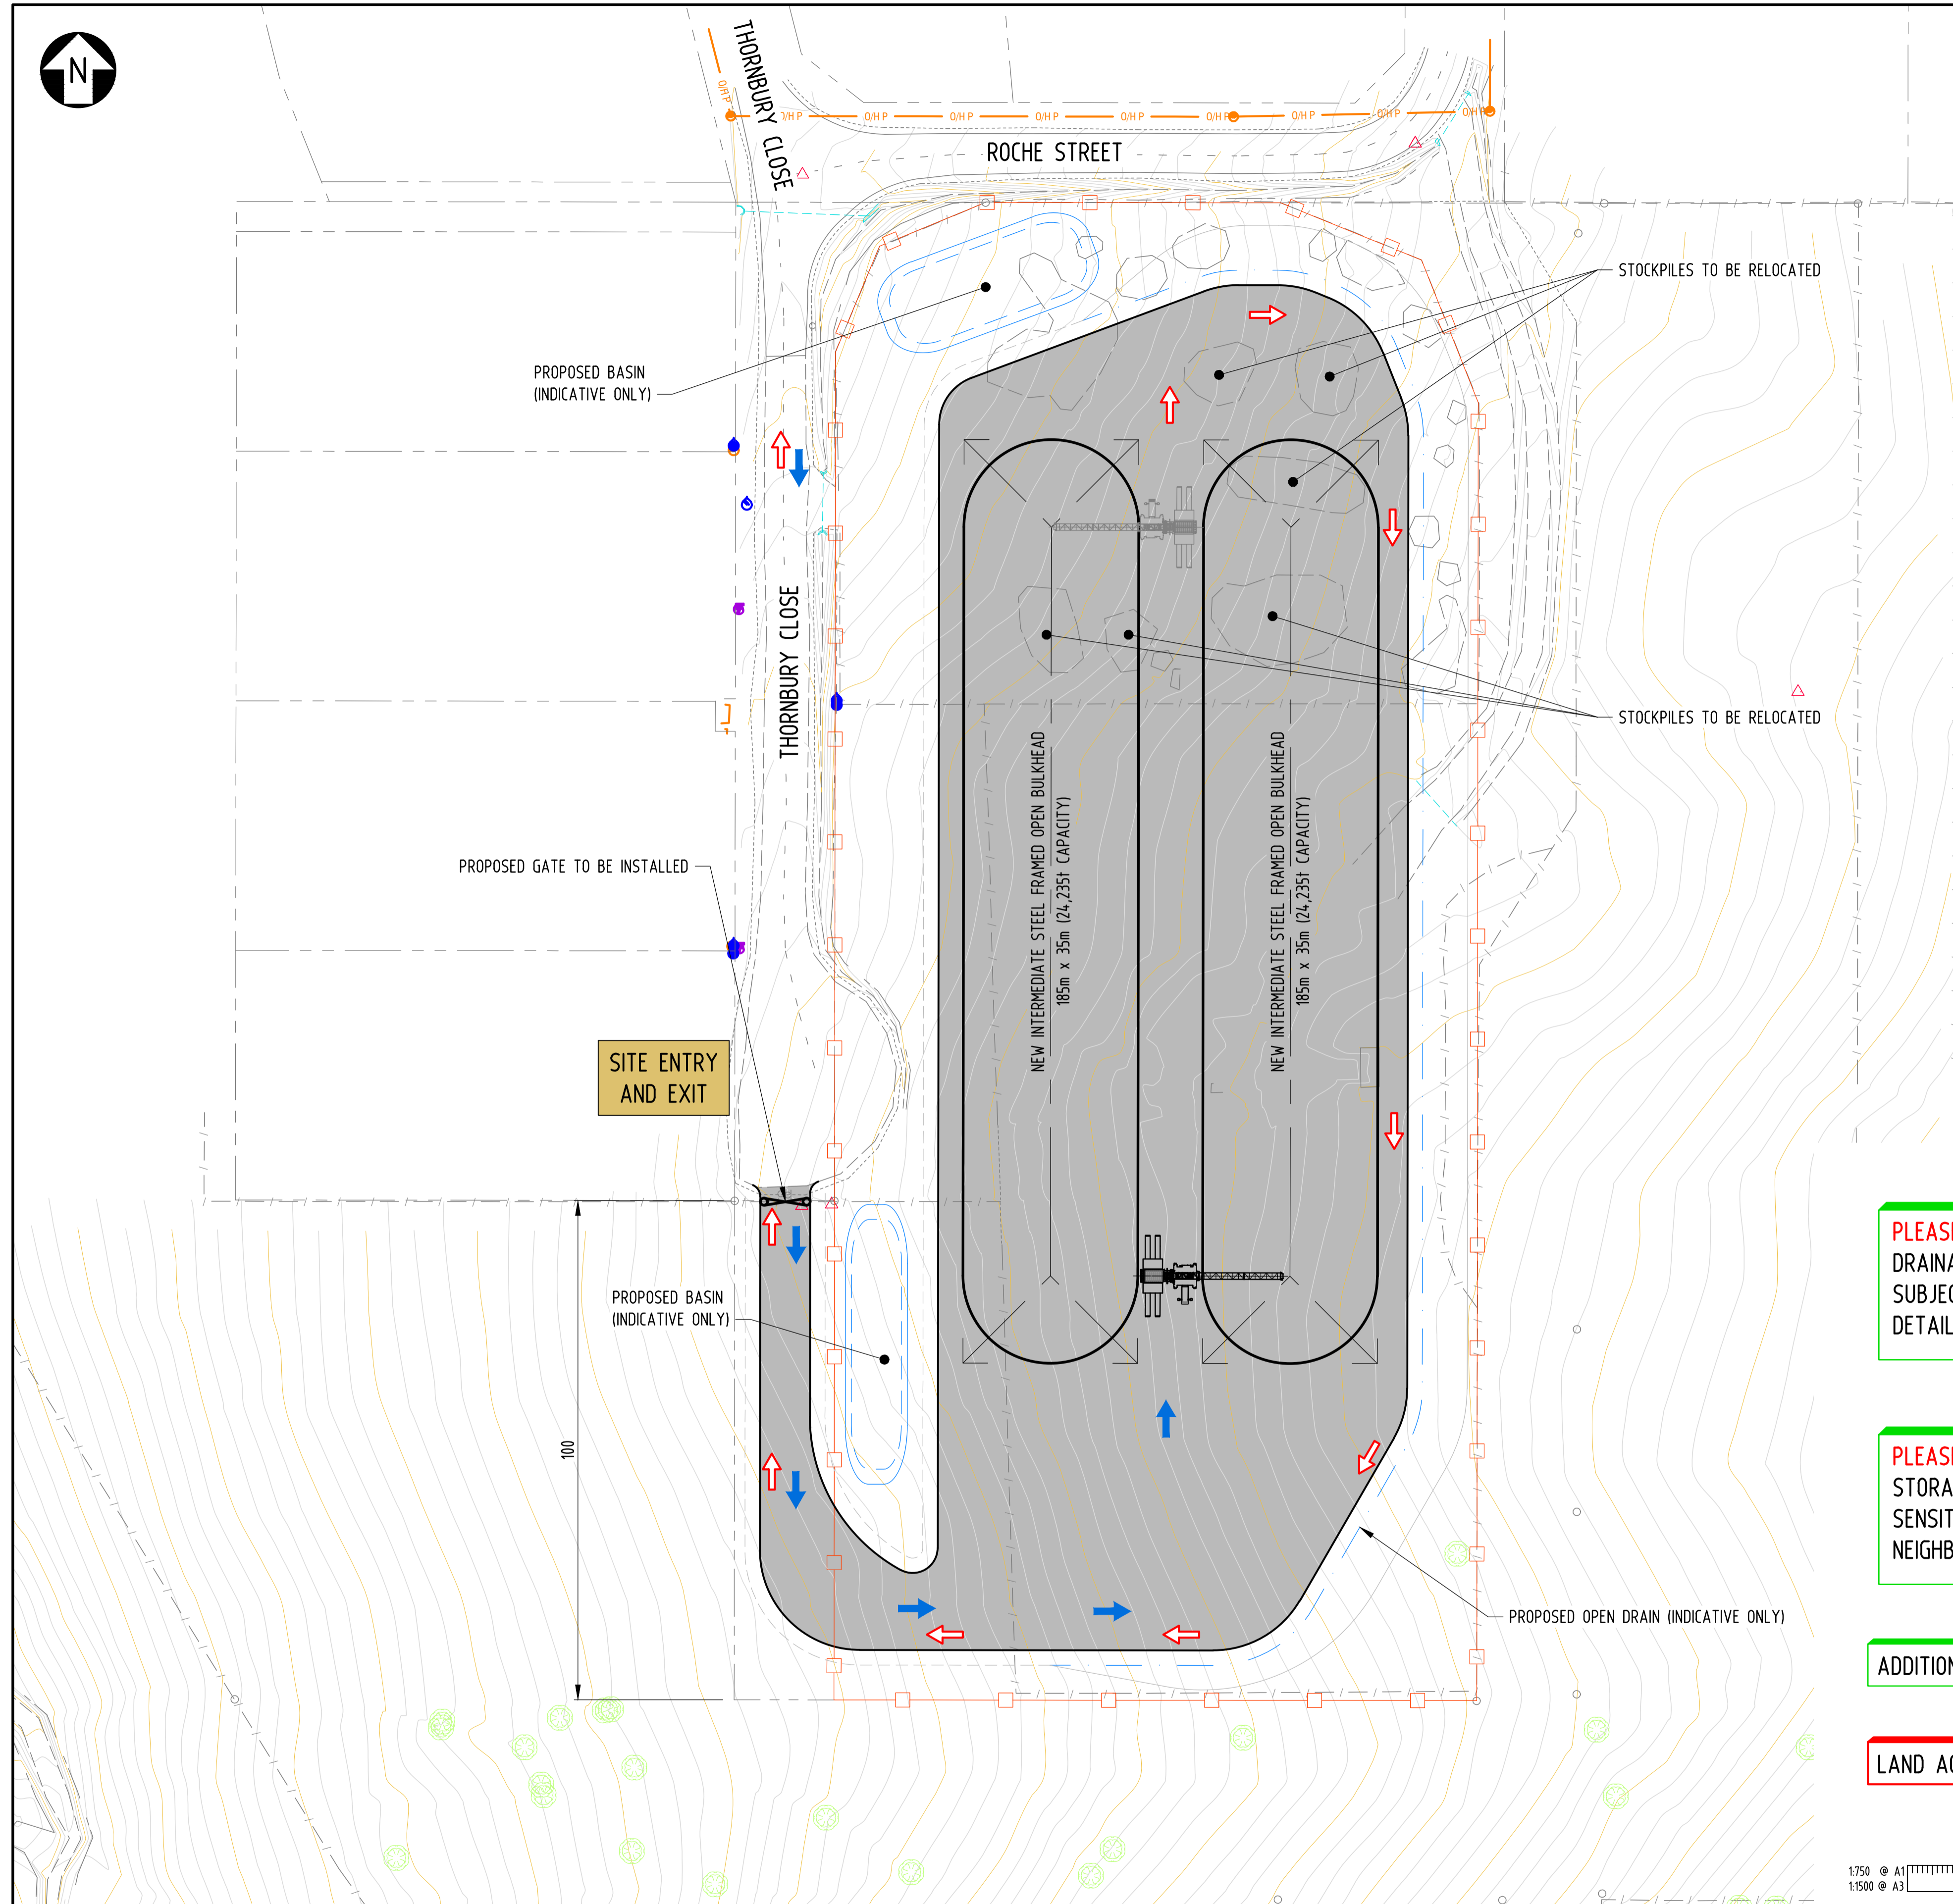 N
THORNBURY CLOSE
O/H P
O/H P
O/H P
O/H P
O/H P
O/H P
O/H P
O/H P
O/H P
ROCHE STREET
STOCKPILES TO BE RELOCATED
PROPOSED BASIN
(INDICATIVE ONLY)
THORNBURY CLOSE
STOCKPILES TO BE RELOCATED
NEW INTERMEDIATE STEEL FRAMED OPEN BULKHEAD
185m x 35m (24,235t CAPACITY)
NEW INTERMEDIATE STEEL FRAMED OPEN BULKHEAD
185m x 35m (24,235t CAPACITY)
PROPOSED GATE TO BE INSTALLED
SITE ENTRY
AND EXIT
PROPOSED BASIN
(INDICATIVE ONLY)
100
PROPOSED OPEN DRAIN (INDICATIVE ONLY)
PLEAS
DRAINA
SUBJE
DETAIL
PLEAS
STORA
SENSIT
NEIGHB
ADDITION
LAND A
1:750 @ A1
1:1500 @ A3